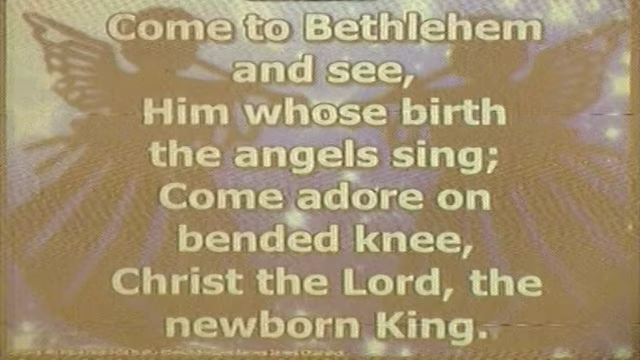 Come to Bethlehem
and see,
Him whose birth
the angels sing;
Come adore on
bended knee,
Christ the Lord, the
newborn King.